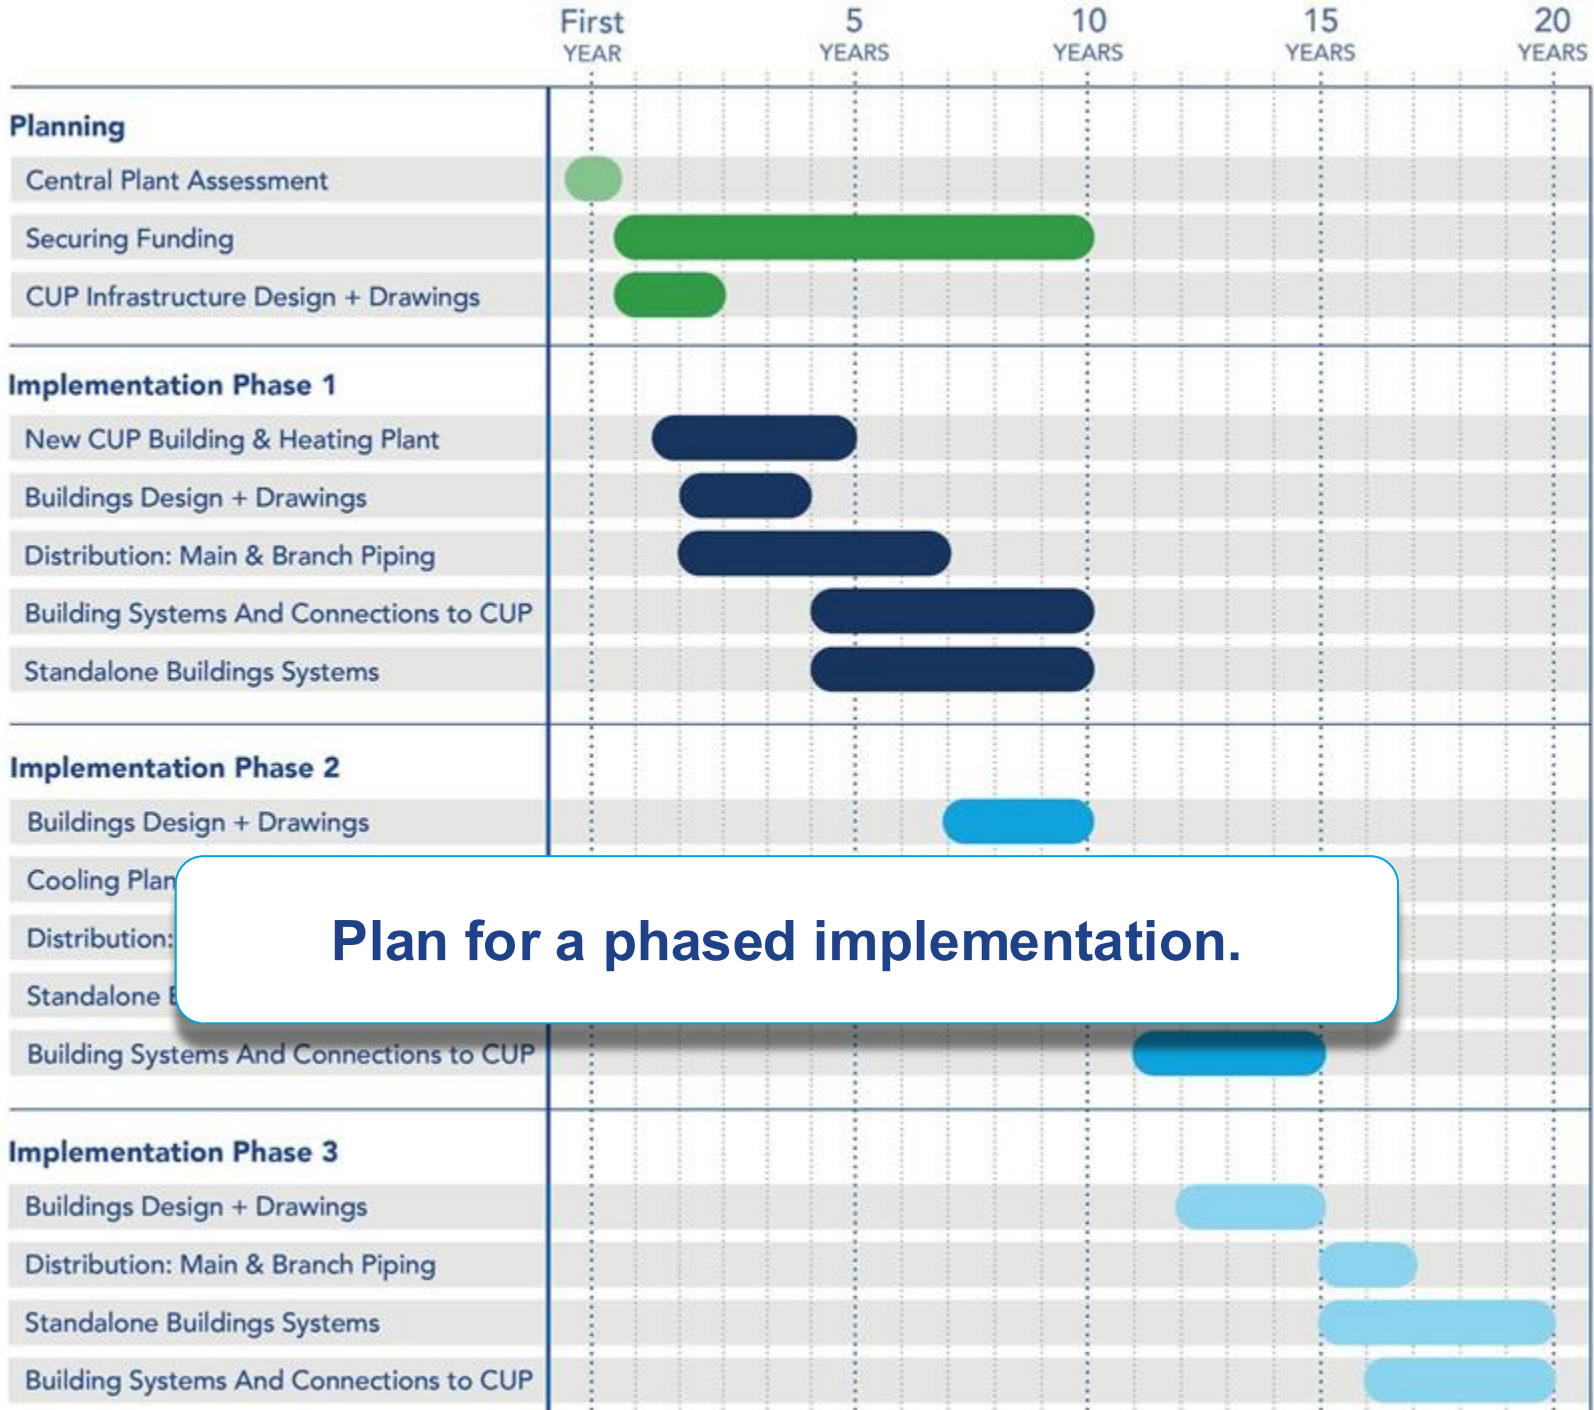 First 5 10 15 20
YEAR YEARS YEARS YEARS YEARS
Planning
Central Plant Assessment
Securing Funding
CUP Infrastructure Design + Drawings
Implementation Phase 1
New CUP Building & Heating Plant
Buildings Design + Drawings
Distribution: Main & Branch Piping
Building Systems And Connections to CUP
Standalone Buildings Systems
Implementation Phase 2
Buildings Design + Drawings
Cooling
Distribution:
Standalone
Plan for a phased implementation.
Building Systems And Connections to CUP
Implementation Phase 3
Buildings Design + Drawings
Distribution: Main & Branch Piping
Standalone Buildings Systems
Building Systems And Connections to CUP